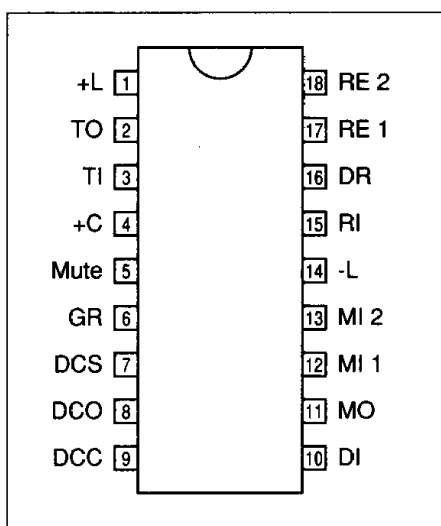 +L 1 18 RE 2
TO 2 17 RE 1
TI 3 16 DR
+C 4 15 RI
Mute 5 14 -L
GR 6 13 MI 2
DCS 7 12 MI 1
DCO 8 11 MO
DCC 9 10 DI